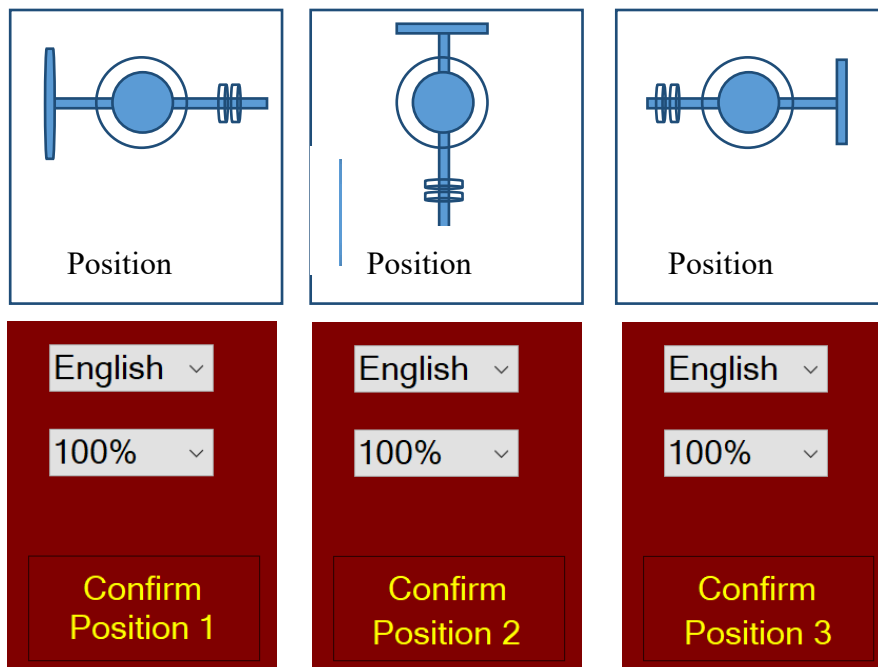 Position
Position
Position
English
English
English
100%
100%
100%
Confirm
Position 1
Confirm
Position 2
Confirm
Position 3